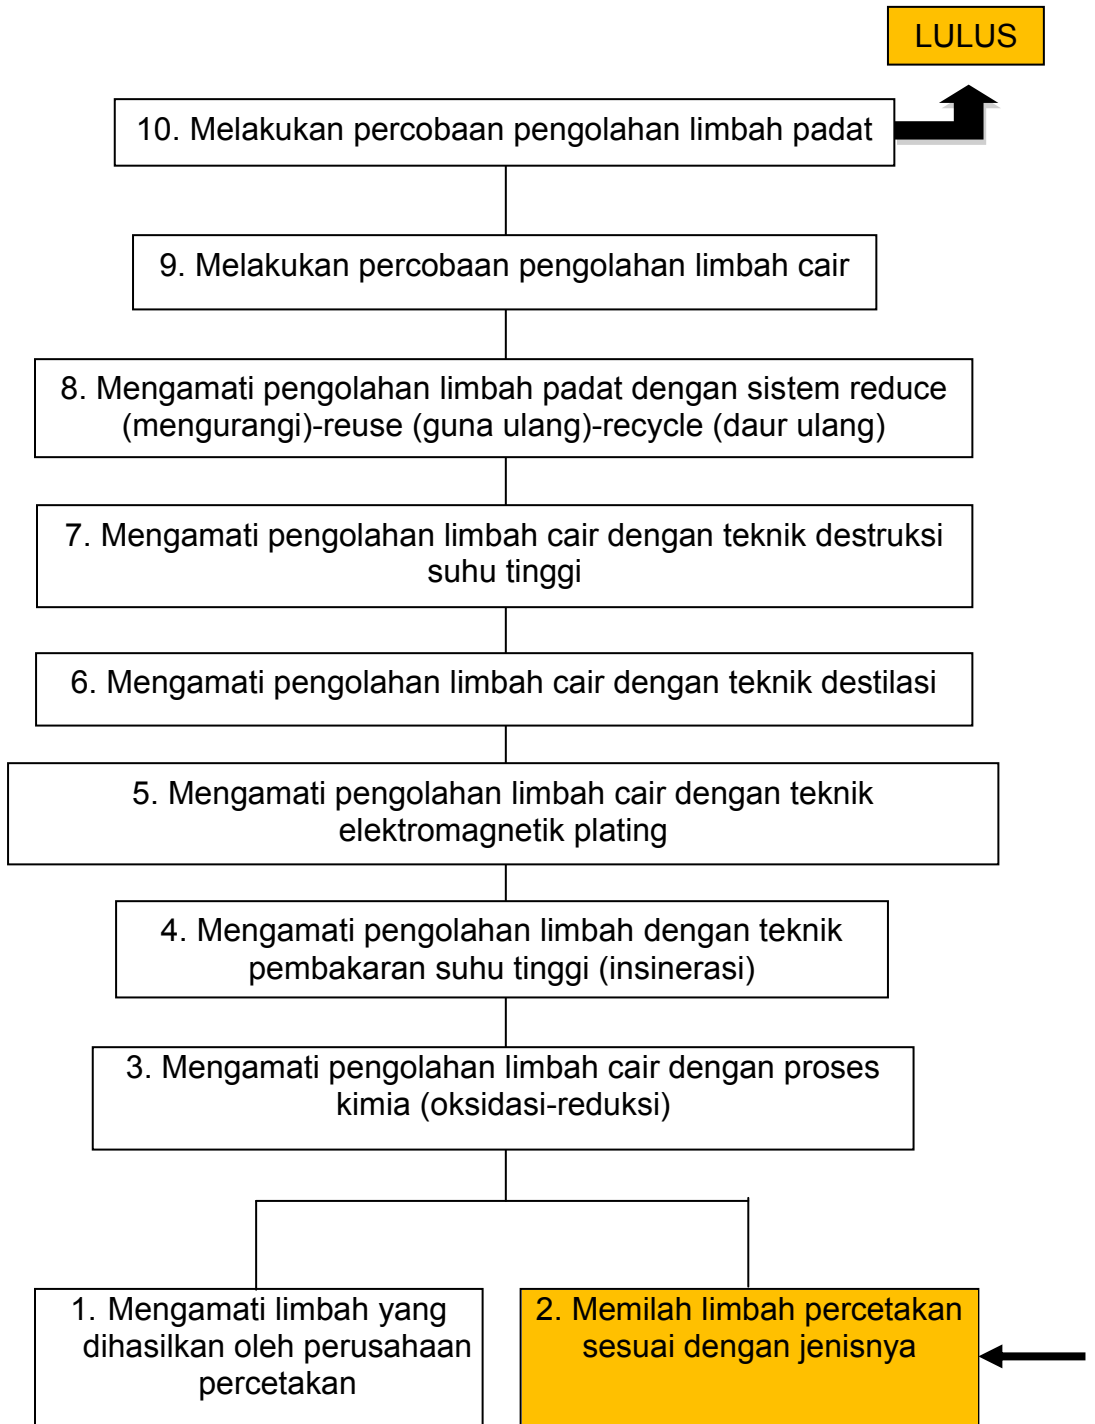 LULUS
10. Melakukan percobaan pengolahan limbah padat
9. Melakukan percobaan pengolahan limbah cair
8. Mengamati pengolahan limbah padat dengan sistem reduce
(mengurangi)-reuse (guna ulang)-recycle (daur ulang)
7. Mengamati pengolahan limbah cair dengan teknik destruksi
suhu tinggi
6. Mengamati pengolahan limbah cair dengan teknik destilasi
5. Mengamati pengolahan limbah cair dengan teknik
elektromagnetik plating
4. Mengamati pengolahan limbah dengan teknik
pembakaran suhu tinggi (insinerasi)
3. Mengamati pengolahan limbah cair dengan proses
kimia (oksidasi-reduksi)
1. Mengamati limbah yang
dihasilkan oleh perusahaan
percetakan
2. Memilah limbah percetakan
sesuai dengan jenisnya